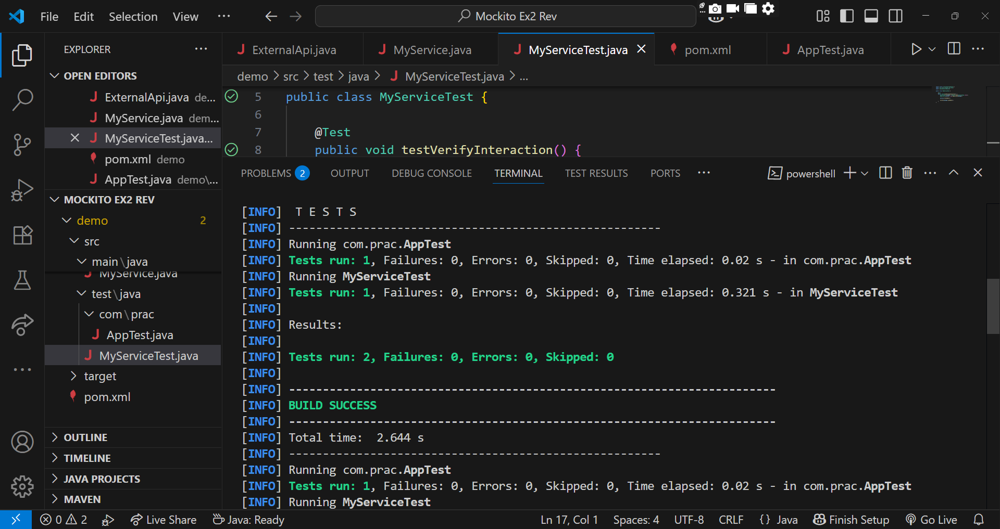 File Edit Selection View ···
Mockito Ex2 Rev
EXPLORER ···
OPEN EDITORS
ExternalApi.java de...
MyService.java dem...
MyServiceTest.java...
pom.xml demo
AppTest.java demo\...
MOCKITO EX2 REV
demo 2
src
main\java
MyService.java
test\java
com\prac
AppTest.java
MyServiceTest.java
target
pom.xml
OUTLINE
TIMELINE
JAVA PROJECTS
MAVEN
ExternalApi.java MyService.java MyServiceTest.java pom.xml AppTest.java
demo > src > test > java > MyServiceTest.java > ...
5 public class MyServiceTest {
6
7 @Test
8 public void testVerifyInteraction() {
PROBLEMS 2 OUTPUT DEBUG CONSOLE TERMINAL TEST RESULTS PORTS ··· powershell
[INFO]  T E S T S
[INFO] -------------------------------------------------------
[INFO] Running com.prac.AppTest
[INFO] Tests run: 1, Failures: 0, Errors: 0, Skipped: 0, Time elapsed: 0.02 s - in com.prac.AppTest
[INFO] Running MyServiceTest
[INFO] Tests run: 1, Failures: 0, Errors: 0, Skipped: 0, Time elapsed: 0.321 s - in MyServiceTest
[INFO]
[INFO] Results:
[INFO]
[INFO] Tests run: 2, Failures: 0, Errors: 0, Skipped: 0
[INFO]
[INFO] ------------------------------------------------------------------------
[INFO] BUILD SUCCESS
[INFO] ------------------------------------------------------------------------
[INFO] Total time:  2.644 s
[INFO] -------------------------------------------------------
[INFO] Running com.prac.AppTest
[INFO] Tests run: 1, Failures: 0, Errors: 0, Skipped: 0, Time elapsed: 0.02 s - in com.prac.AppTest
[INFO] Running MyServiceTest
0 2 Live Share Java: Ready Ln 17, Col 1 Spaces: 4 UTF-8 CRLF {} Java Finish Setup Go Live